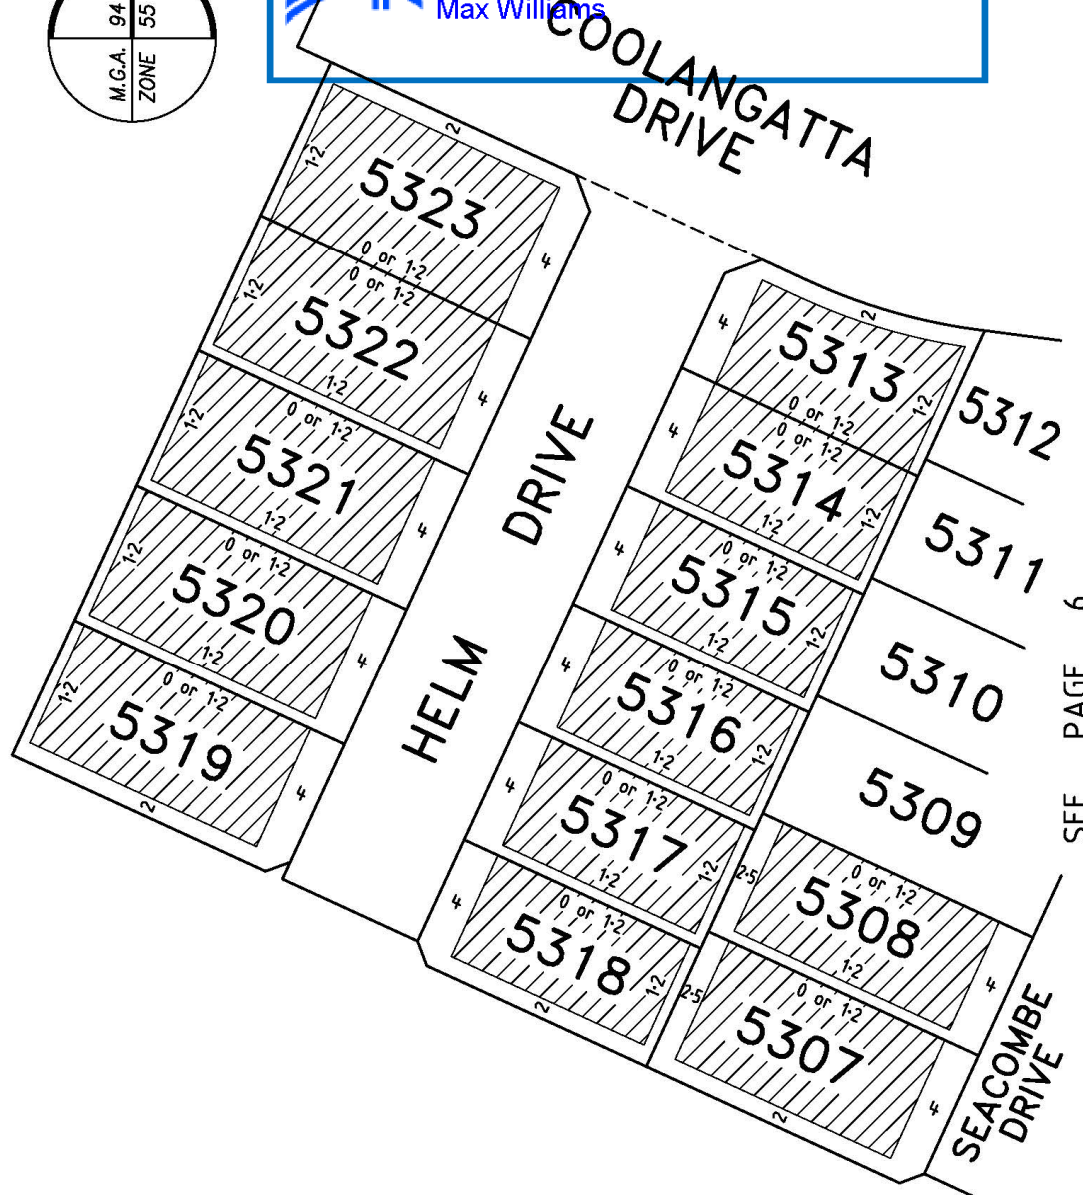 M.G.A. 94
ZONE 55
Max Williams
COOLANGATTA
DRIVE
2
1·2
5323
4
0 or 1·2
0 or 1·2
1·2
5322
1·2
4
0 or 1·2
1·2
5321
1·2
4
0 or 1·2
1·2
5320
1·2
4
0 or 1·2
1·2
5319
4
2
HELM DRIVE
2
4
5313
1·2
0 or 1·2
0 or 1·2
4
5314
1·2
1·2
0 or 1·2
4
5315
1·2
1·2
0 or 1·2
4
5316
1·2
1·2
0 or 1·2
4
5317
1·2
1·2
0 or 1·2
4
5318
1·2
2
5312
5311
5310
5309
2·5
0 or 1·2
5308
1·2
4
2·5
0 or 1·2
5307
4
2
SEACOMBE
DRIVE
SEE PAGE 6